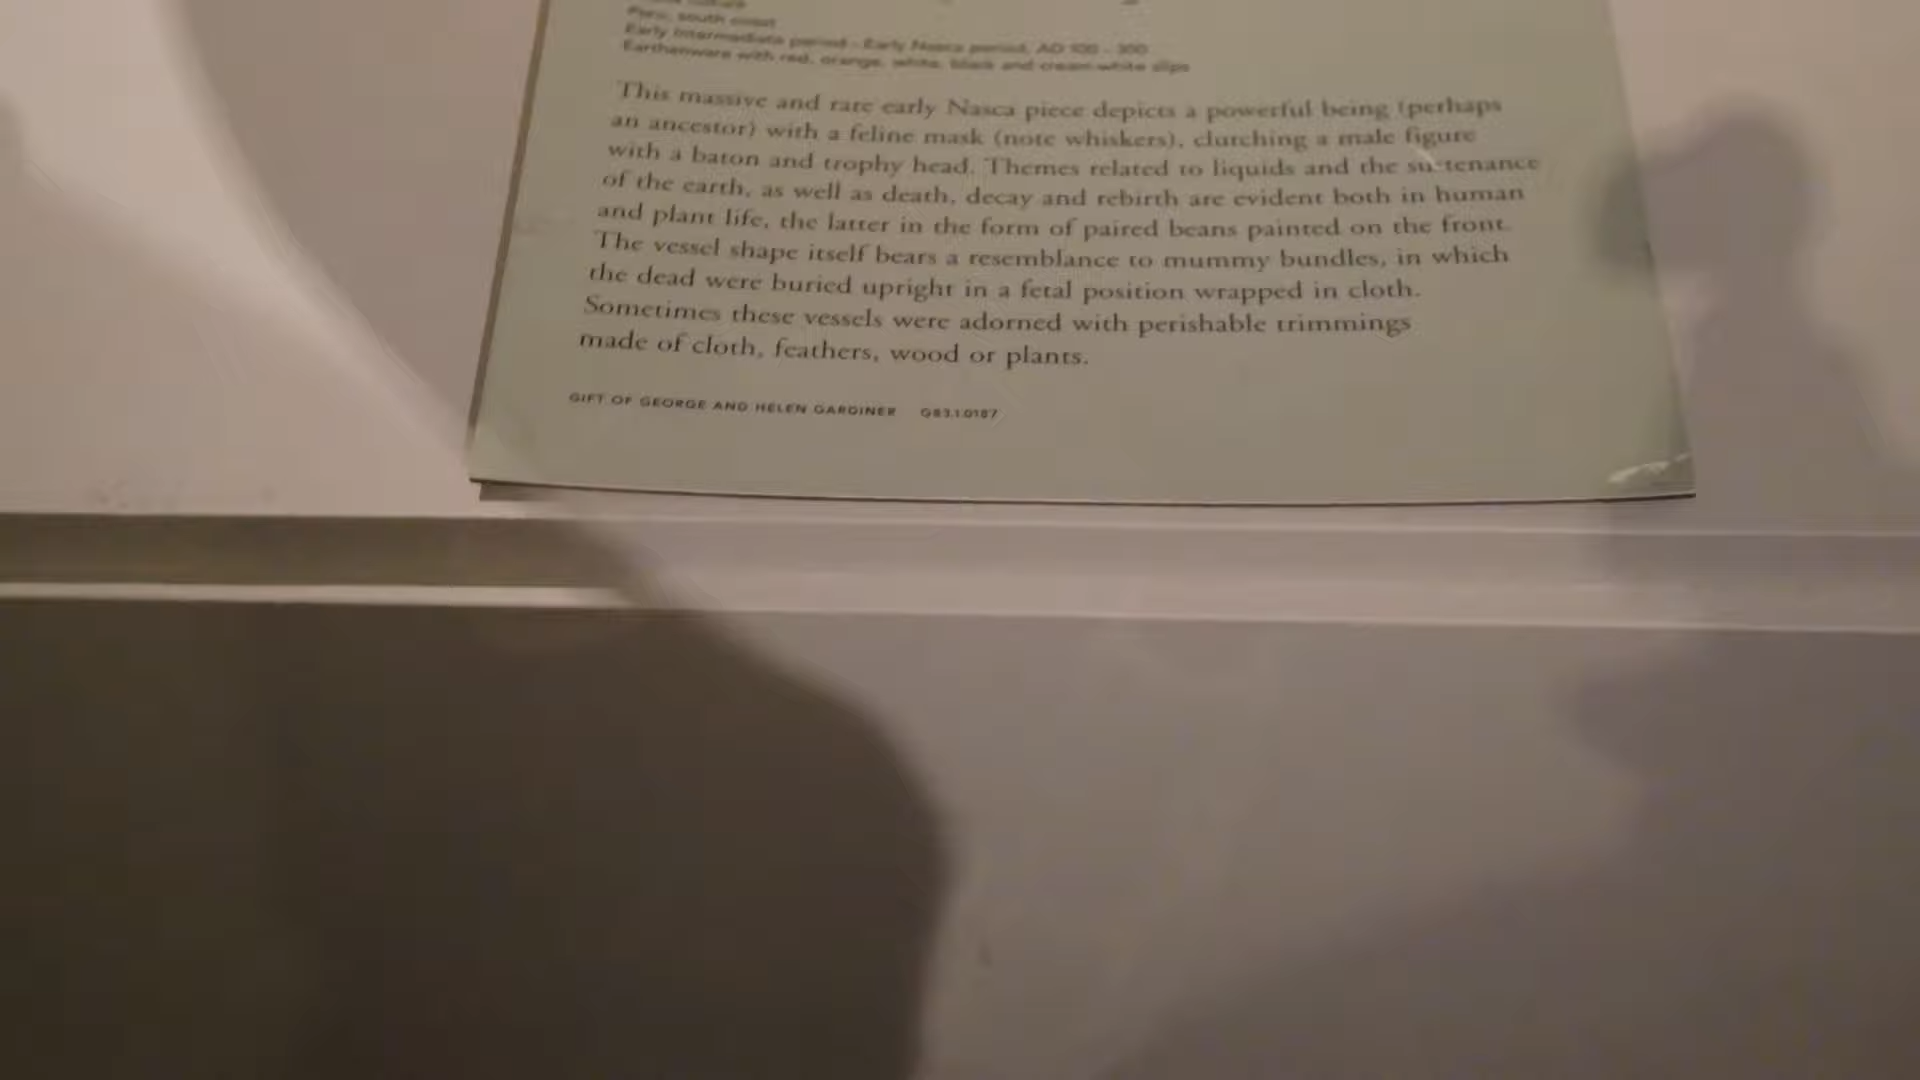 Peru, south coast
Early Intermediate period - Early Nasca period, AD 100 - 300
Earthenware with red, orange, white, black and cream-white slips
This massive and rare early Nasca piece depicts a powerful being (perhaps
an ancestor) with a feline mask (note whiskers), clutching a male figure
with a baton and trophy head. Themes related to liquids and the sustenance
of the earth, as well as death, decay and rebirth are evident both in human
and plant life, the latter in the form of paired beans painted on the front.
The vessel shape itself bears a resemblance to mummy bundles, in which
the dead were buried upright in a fetal position wrapped in cloth.
Sometimes these vessels were adorned with perishable trimmings
made of cloth, feathers, wood or plants.
GIFT OF GEORGE AND HELEN GARDINER G83.1.0187